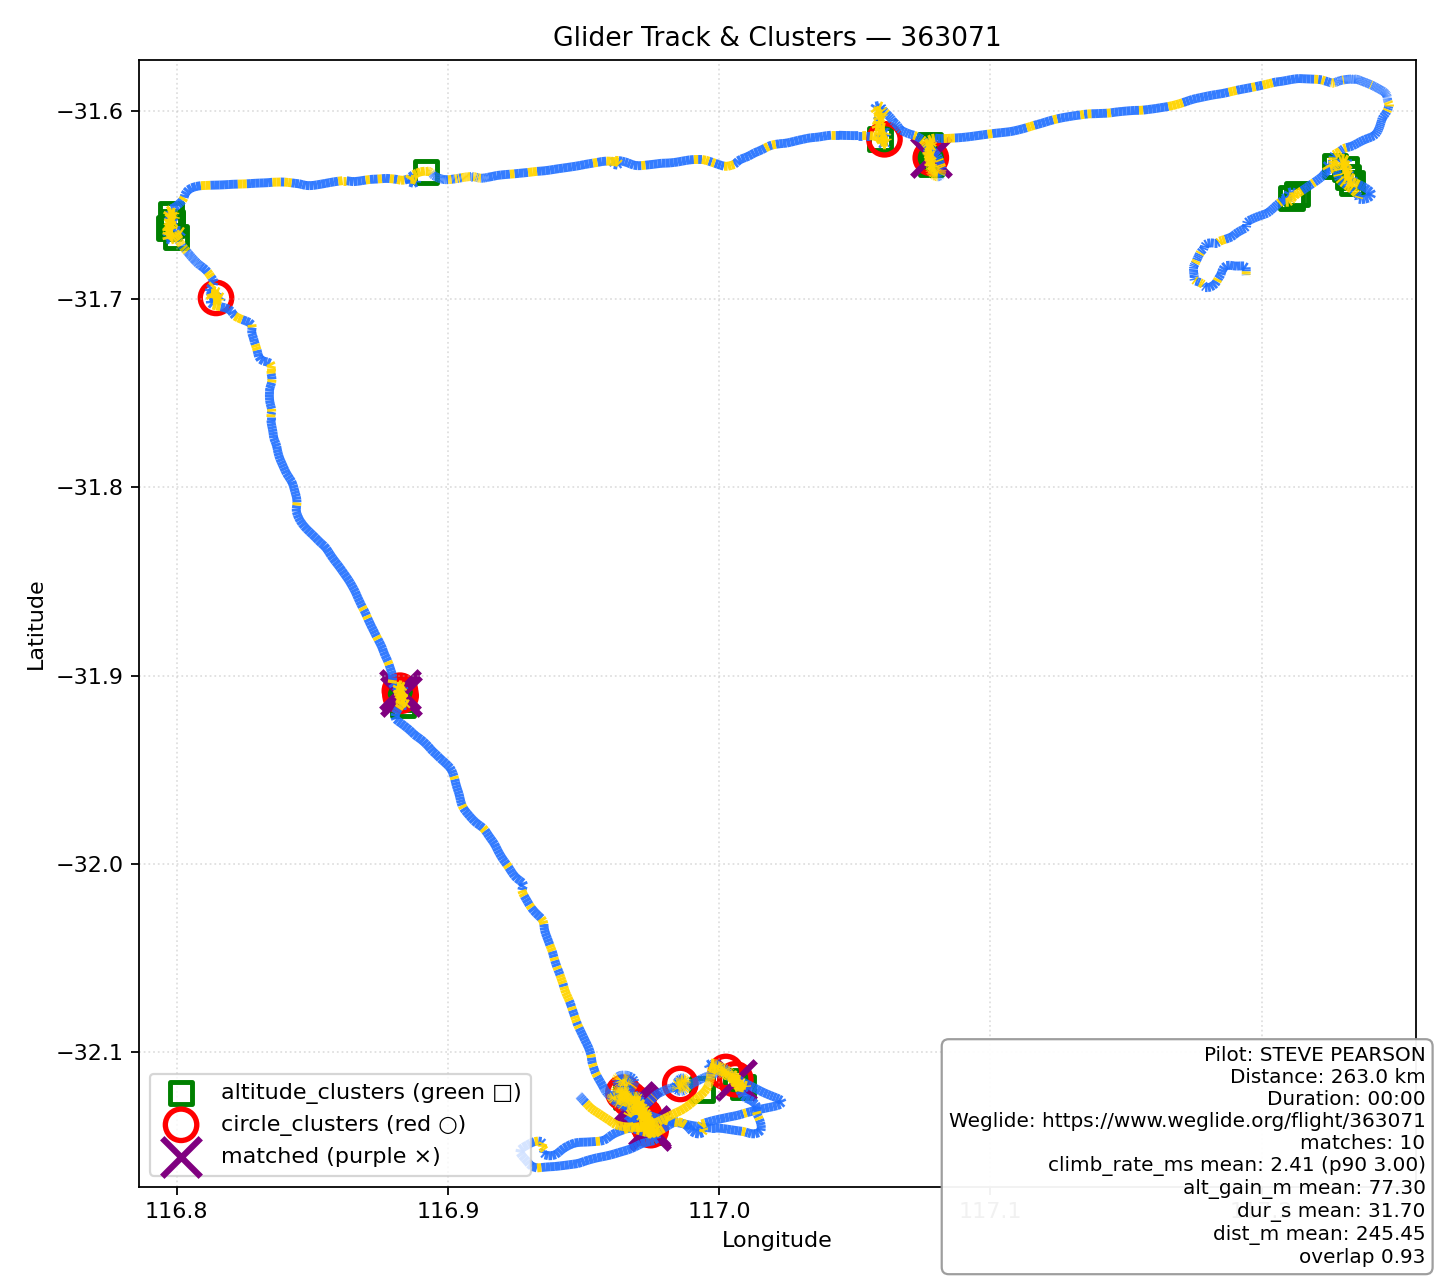 Glider Track & Clusters — 363071
Latitude
−31.6
−31.7
−31.8
−31.9
−32.0
−32.1
altitude_clusters (green □)
circle_clusters (red ○)
matched (purple ×)
116.8
116.9
117.0
117.1
Longitude
Pilot: STEVE PEARSON
Distance: 263.0 km
Duration: 00:00
Weglide: https://www.weglide.org/flight/363071
matches: 10
climb_rate_ms mean: 2.41 (p90 3.00)
alt_gain_m mean: 77.30
dur_s mean: 31.70
dist_m mean: 245.45
overlap 0.93